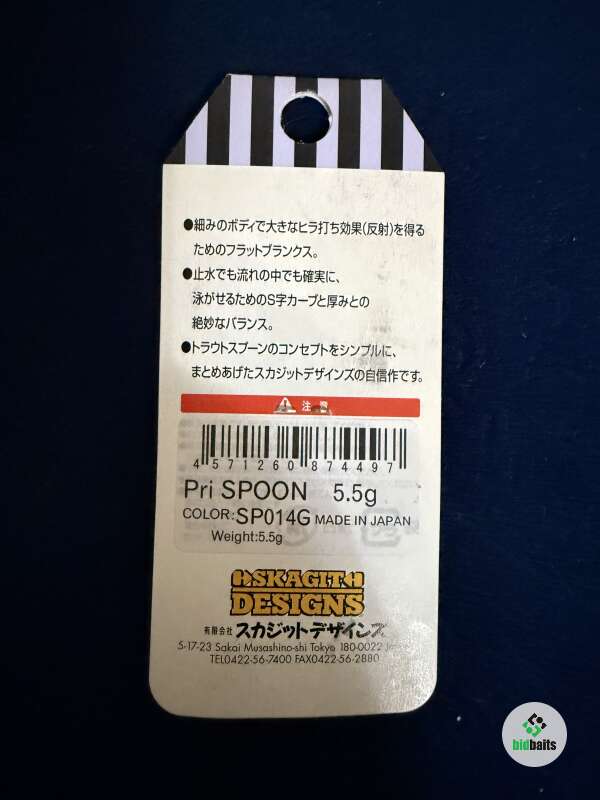 ●細みのボディで大きなヒラ打ち効果(反射)を得る
ためのフラットブランクス。
●止水でも流れの中でも確実に、
泳がせるためのS字カーブと厚みとの
絶妙なバランス。
●トラウトスプーンのコンセプトをシンプルに、
まとめあげたスカジットデザインズの自信作です。
注意
4571260874497
Pri SPOON 5.5g
COLOR:SP014G MADE IN JAPAN
Weight:5.5g
SKAGIT
DESIGNS
有限会社 スカジットデザインズ
5-17-23 Sakai Musashino-shi Tokyo 180-0022
TEL0422-56-7400 FAX0422-56-2880
bidbaits